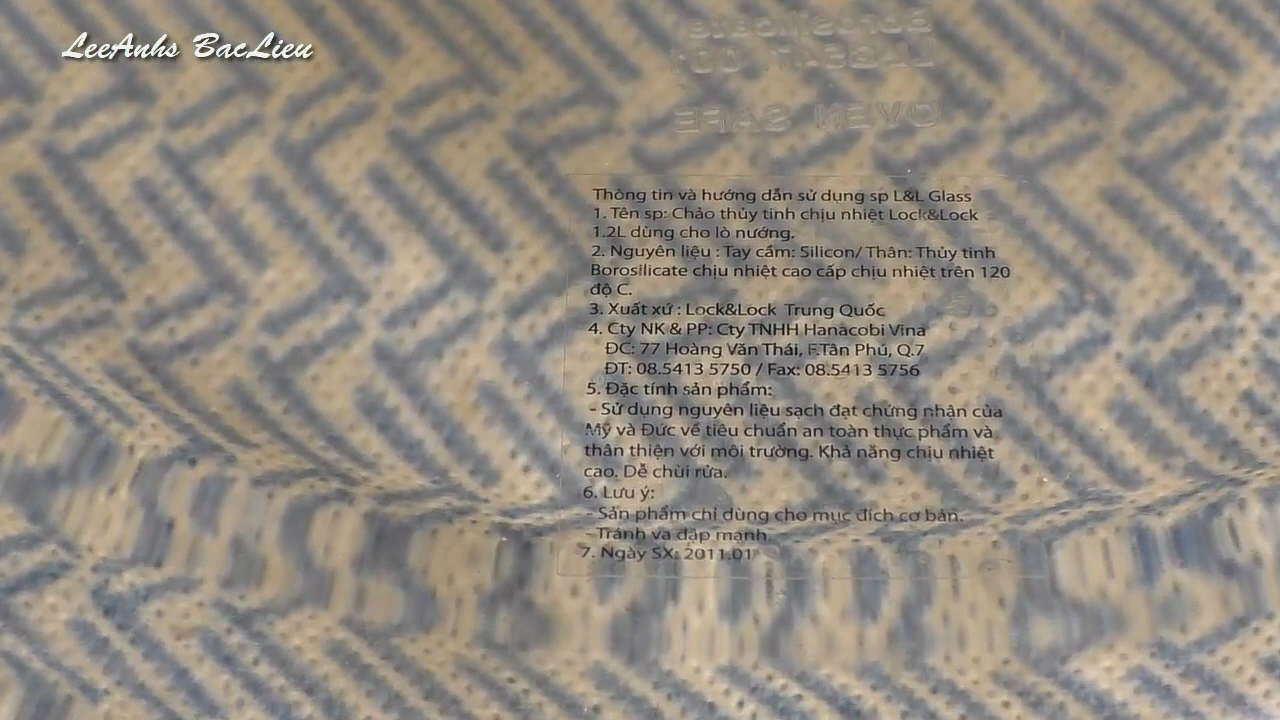 LeeAnhs BacLieu
OVEN SAFE
Thông tin và hướng dẫn sử dụng sp L&L Glass
1. Tên sp: Chảo thủy tinh chịu nhiệt Lock&Lock
1.2L dùng cho lò nướng.
2. Nguyên liệu : Tay cầm: Silicon/ Thân: Thủy tinh
Borosilicate chịu nhiệt cao cấp chịu nhiệt trên 120
độ C.
3. Xuất xứ : Lock&Lock Trung Quốc
4. Cty NK & PP: Cty TNHH Hanacobi Vina
ĐC: 77 Hoàng Văn Thái, F.Tân Phú, Q.7
ĐT: 08.5413 5750 / Fax: 08.5413 5756
5. Đặc tính sản phẩm:
- Sử dụng nguyên liệu sạch đạt chứng nhận của
Mỹ và Đức về tiêu chuẩn an toàn thực phẩm và
thân thiện với môi trường. Khả năng chịu nhiệt
cao. Dễ chùi rửa.
6. Lưu ý:
- Sản phẩm chỉ dùng cho mục đích cơ bản.
- Tránh va đập mạnh
7. Ngày SX: 2011.01